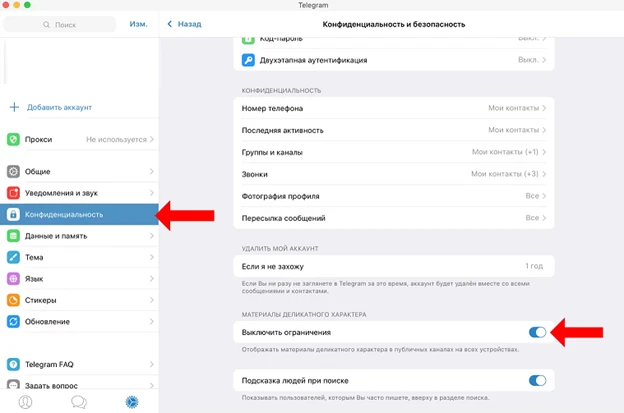 Telegram
Поиск
Изм.
Назад
Конфиденциальность и безопасность
Добавить аккаунт
Прокси Не используется
Общие
Уведомления и звук
Конфиденциальность
Данные и память
Тема
Язык
Стикеры
Обновление
Telegram FAQ
Задать вопрос
Код-пароль Выкл.
Двухэтапная аутентификация Выкл.
КОНФИДЕНЦИАЛЬНОСТЬ
Номер телефона Мои контакты
Последняя активность Мои контакты
Группы и каналы Мои контакты (+1)
Звонки Мои контакты (+3)
Фотография профиля Все
Пересылка сообщений Все
УДАЛИТЬ МОЙ АККАУНТ
Если я не захожу 1 год
Если Вы ни разу не заглянете в Telegram за это время, аккаунт будет удалён вместе со всеми
сообщениями и контактами.
МАТЕРИАЛЫ ДЕЛИКАТНОГО ХАРАКТЕРА
Выключить ограничения
Отображать материалы деликатного характера в публичных каналах на всех устройствах.
Подсказка людей при поиске
Показывать пользователей, которым Вы часто пишете, вверху в разделе поиска.